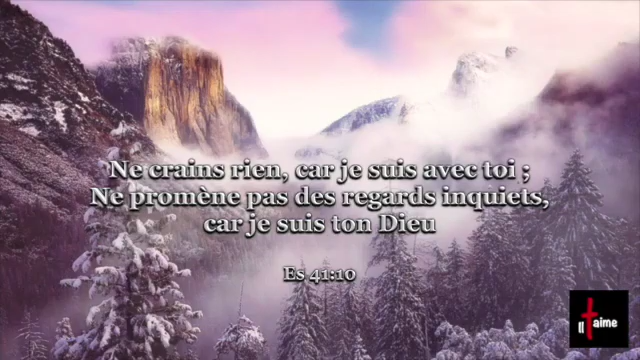 Ne crains rien, car je suis avec toi ;
Ne promène pas des regards inquiets,
car je suis ton Dieu
Es 41:10
Il t'aime